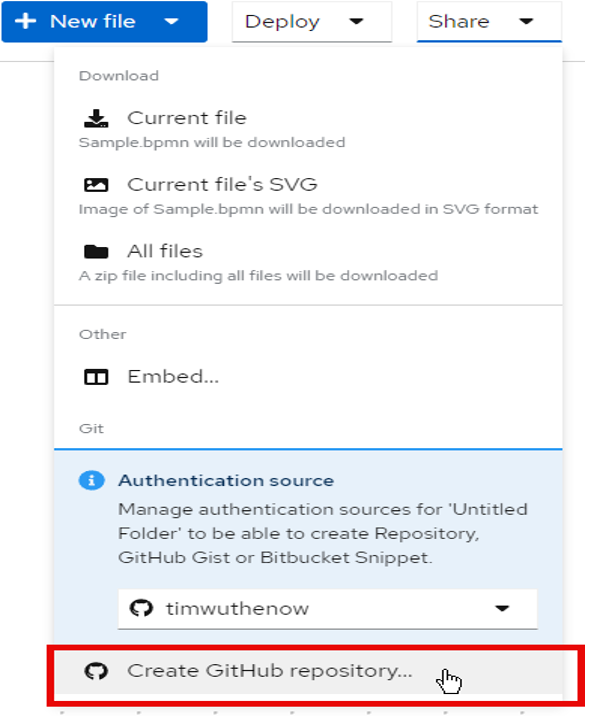 New file
Deploy
Share
Download
Current file
Sample.bpmn will be downloaded
Current file's SVG
Image of Sample.bpmn will be downloaded in SVG format
All files
A zip file including all files will be downloaded
Other
Embed...
Git
Authentication source
Manage authentication sources for 'Untitled
Folder' to be able to create Repository,
GitHub Gist or Bitbucket Snippet.
timwuthenow
Create GitHub repository...